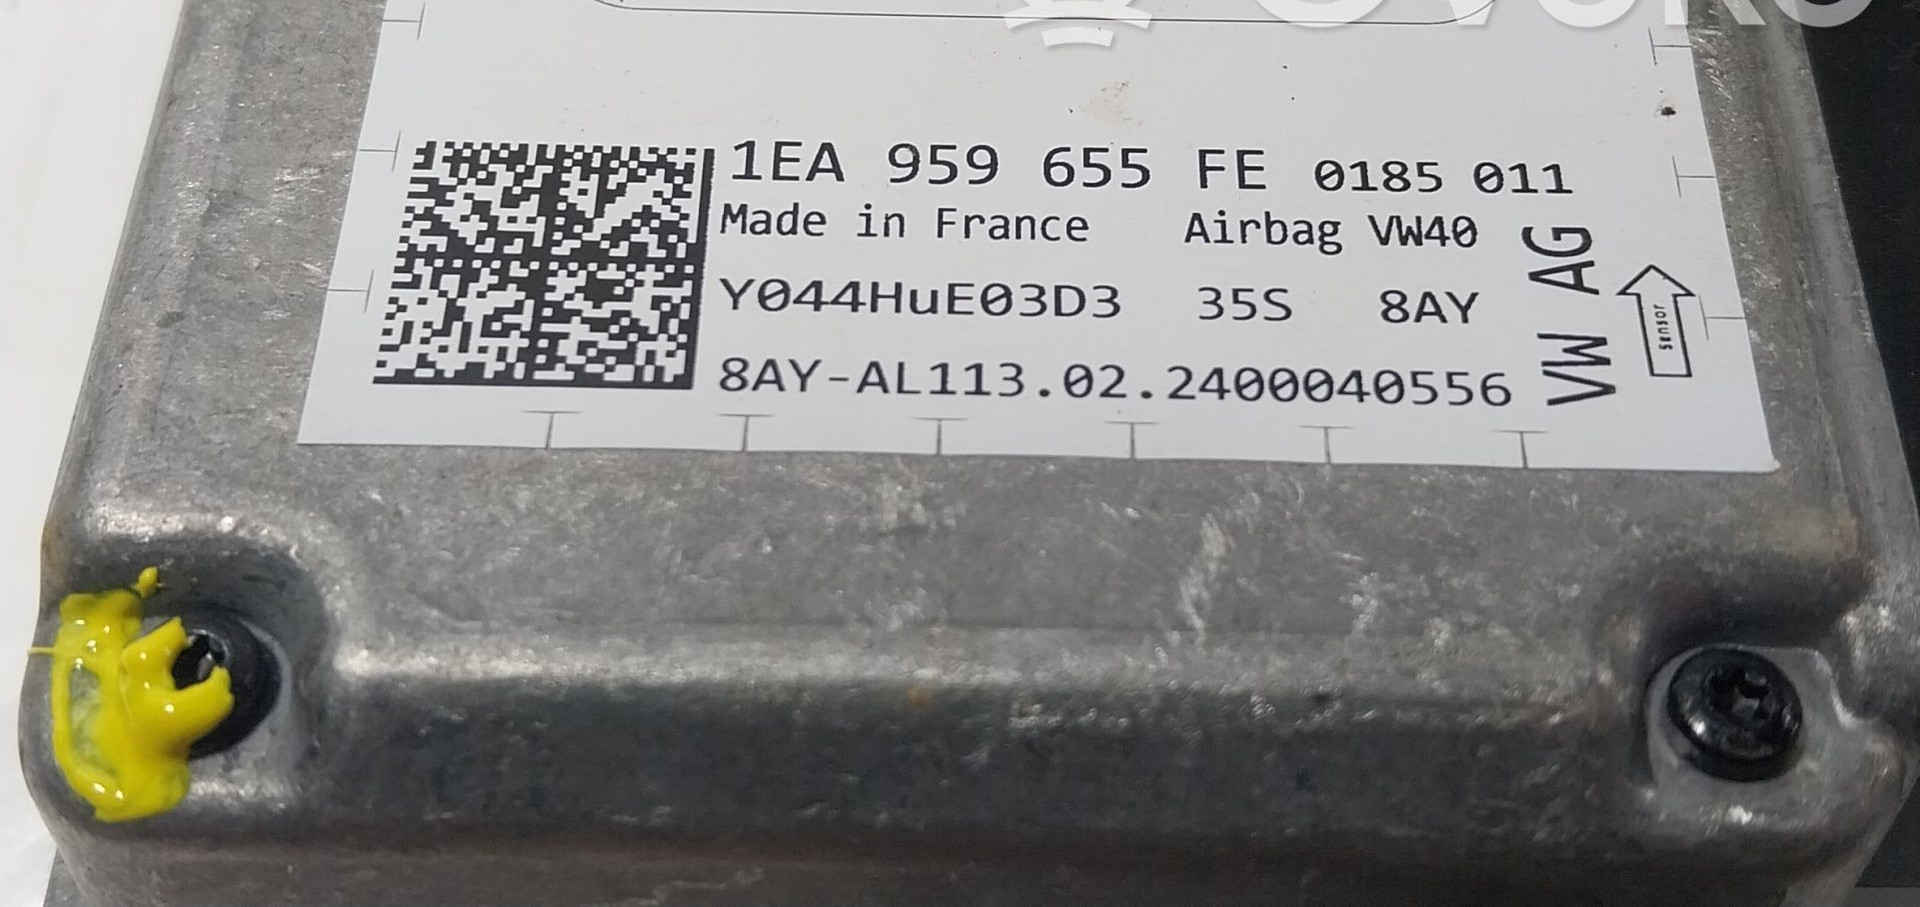 1EA 959 655 FE 0185 011
Made in France Airbag VW40
Y044HuE03D3 35S 8AY
8AY-AL113.02.2400040556
VW AG
Sensor